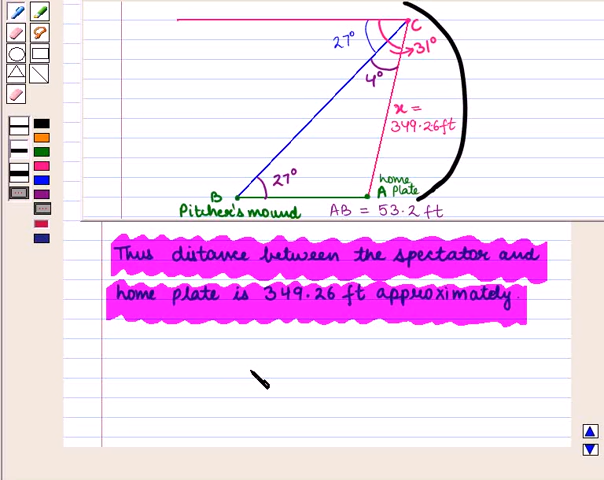 C
27°
31°
4°
x =
349.26ft
27°
home
Plate
B
A
Pitcher's mound
AB = 53.2 ft
Thus distance between the spectator and
home plate is 349.26 ft approximately.